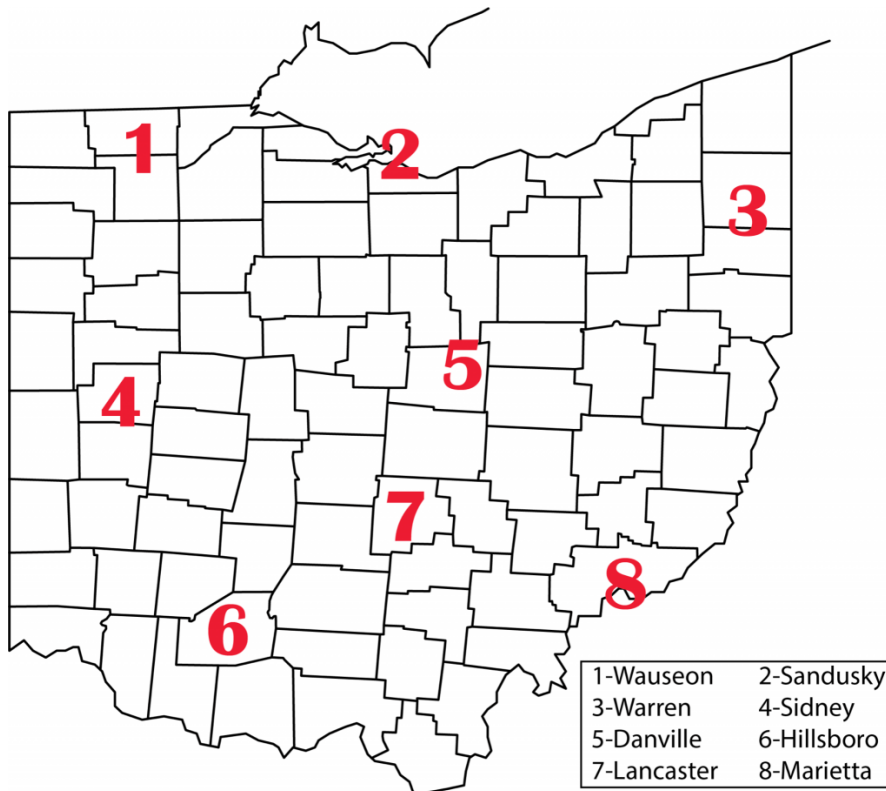 1
2
3
4
5
6
7
8
1-Wauseon 2-Sandusky
3-Warren 4-Sidney
5-Danville 6-Hillsboro
7-Lancaster 8-Marietta